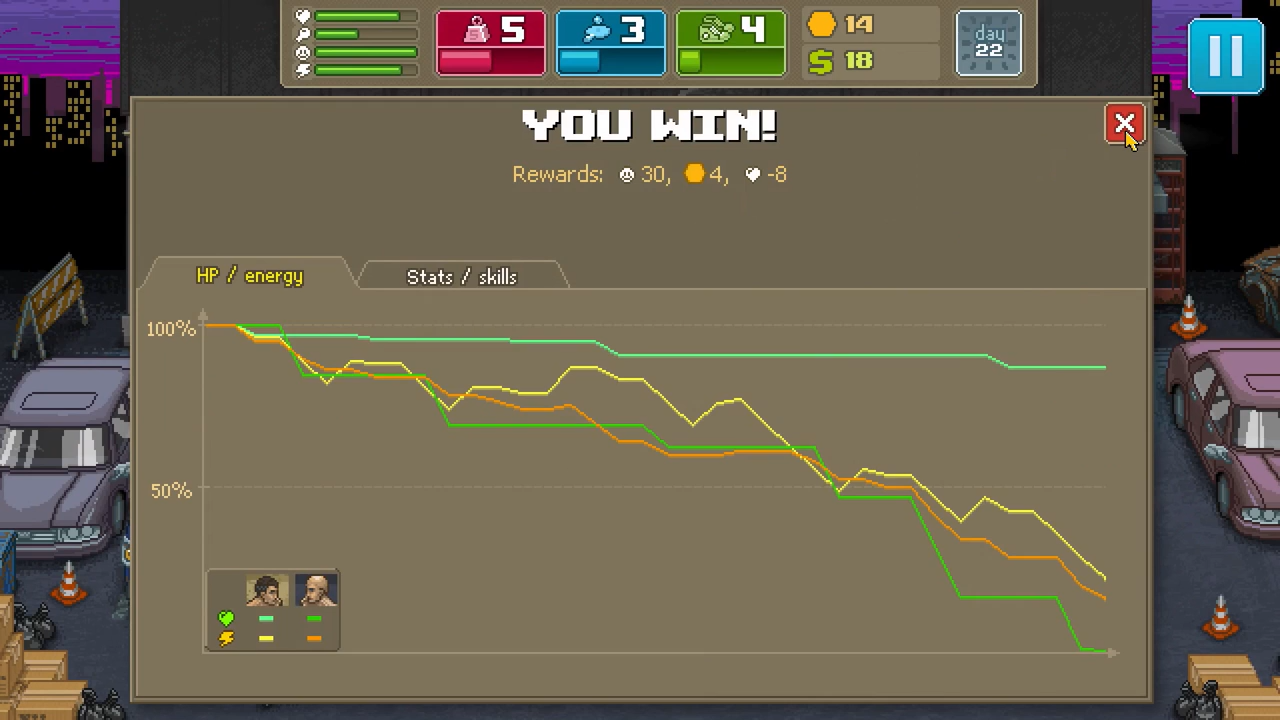 5 3 4 14
18
day
22
YOU WIN!
Rewards: 30, 4, -8
HP / energy Stats / skills
100%
50%